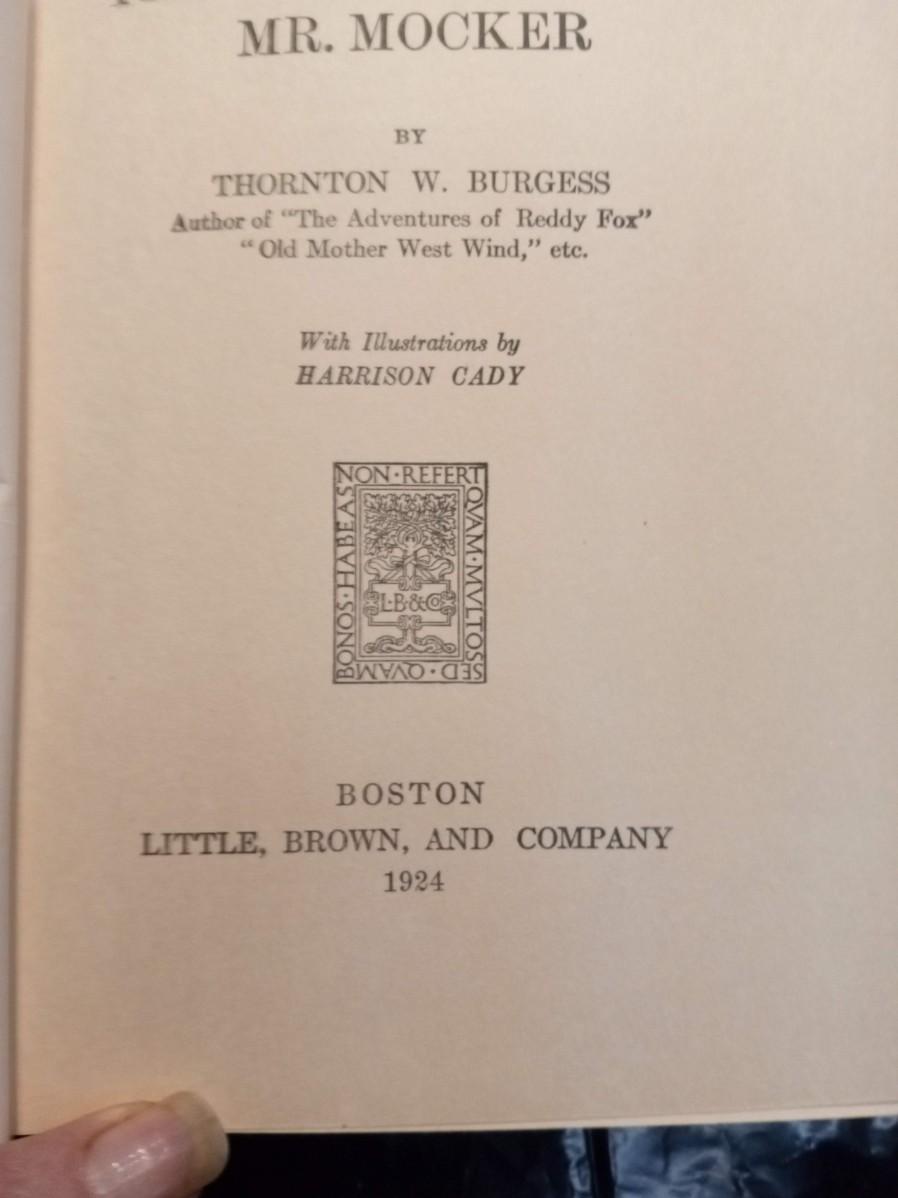 MR. MOCKER
BY
THORNTON W. BURGESS
Author of "The Adventures of Reddy Fox"
"Old Mother West Wind," etc.
With Illustrations by
HARRISON CADY
NON·REFERT
QVAM·MVLTOS
SED·QVAM
BONOS·HABEAS
L·B·&Co
BOSTON
LITTLE, BROWN, AND COMPANY
1924